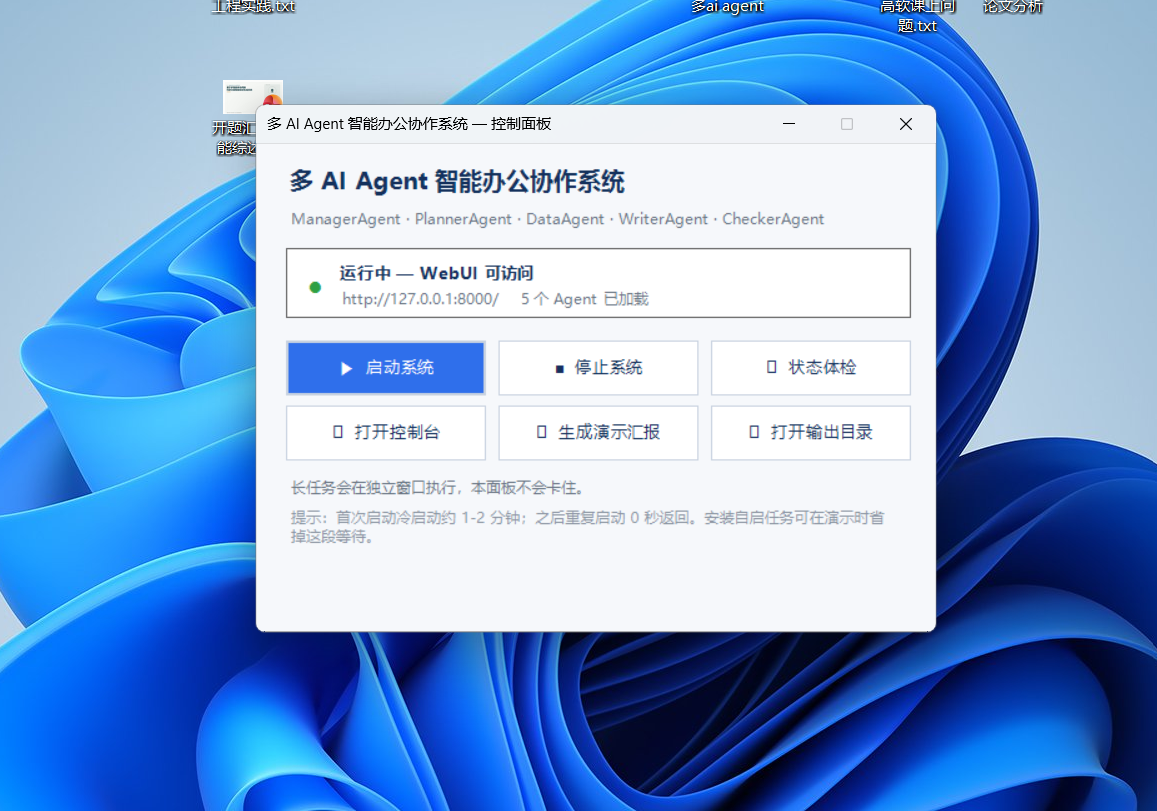 工程实践.txt
多ai agent
高软课上问
题.txt
论文分析
开题汇
能综述
多 AI Agent 智能办公协作系统 — 控制面板
多 AI Agent 智能办公协作系统
ManagerAgent · PlannerAgent · DataAgent · WriterAgent · CheckerAgent
运行中 — WebUI 可访问
http://127.0.0.1:8000/ 5 个 Agent 已加载
▶ 启动系统
■ 停止系统
▯ 状态体检
▯ 打开控制台
▯ 生成演示汇报
▯ 打开输出目录
长任务会在独立窗口执行，本面板不会卡住。
提示：首次启动冷启动约 1-2 分钟；之后重复启动 0 秒返回。安装自启任务可在演示时省
掉这段等待。